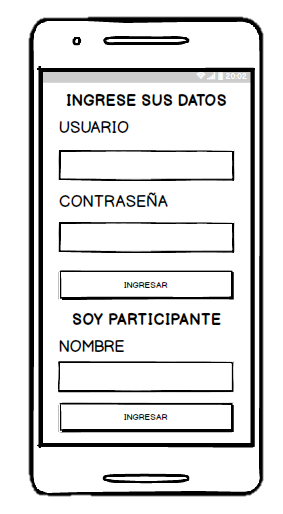 20:02
INGRESE SUS DATOS
USUARIO
CONTRASEÑA
INGRESAR
SOY PARTICIPANTE
NOMBRE
INGRESAR